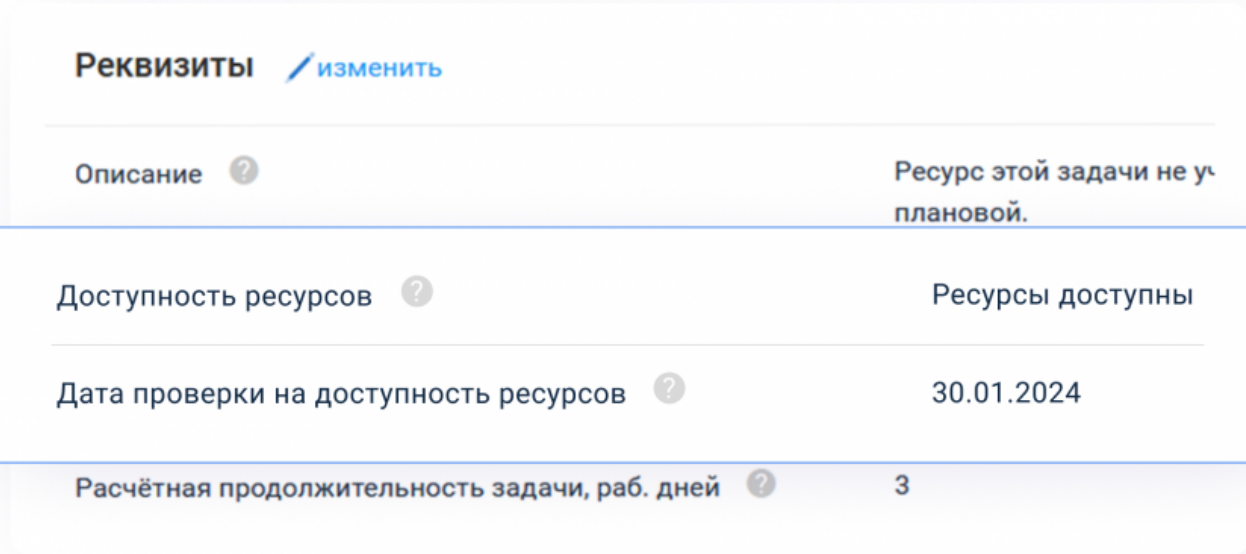 Реквизиты изменить
Описание ? Ресурс этой задачи не
плановой.
Доступность ресурсов ? Ресурсы доступны
Дата проверки на доступность ресурсов ? 30.01.2024
Расчётная продолжительность задачи, раб. дней ? 3